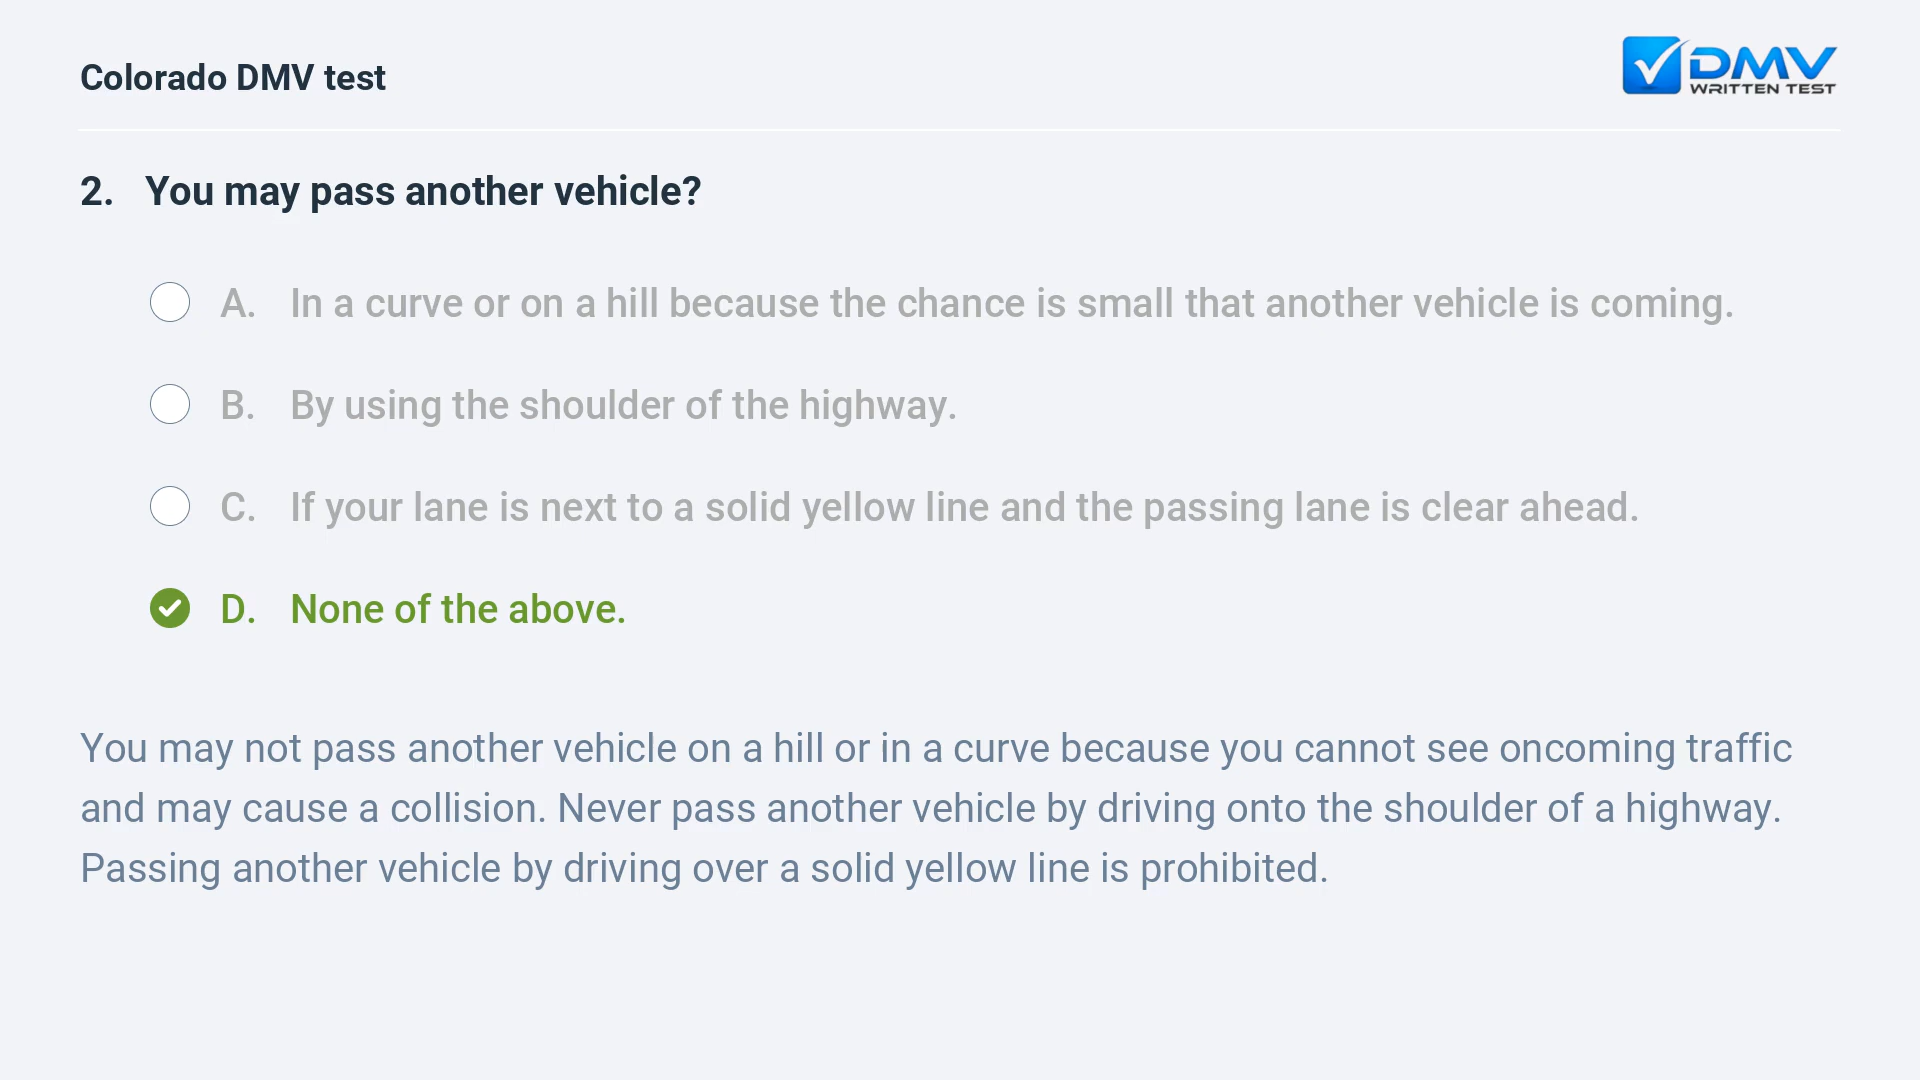 Colorado DMV test
DMV
WRITTEN TEST
2. You may pass another vehicle?
A. In a curve or on a hill because the chance is small that another vehicle is coming.
B. By using the shoulder of the highway.
C. If your lane is next to a solid yellow line and the passing lane is clear ahead.
D. None of the above.
You may not pass another vehicle on a hill or in a curve because you cannot see oncoming traffic
and may cause a collision. Never pass another vehicle by driving onto the shoulder of a highway.
Passing another vehicle by driving over a solid yellow line is prohibited.